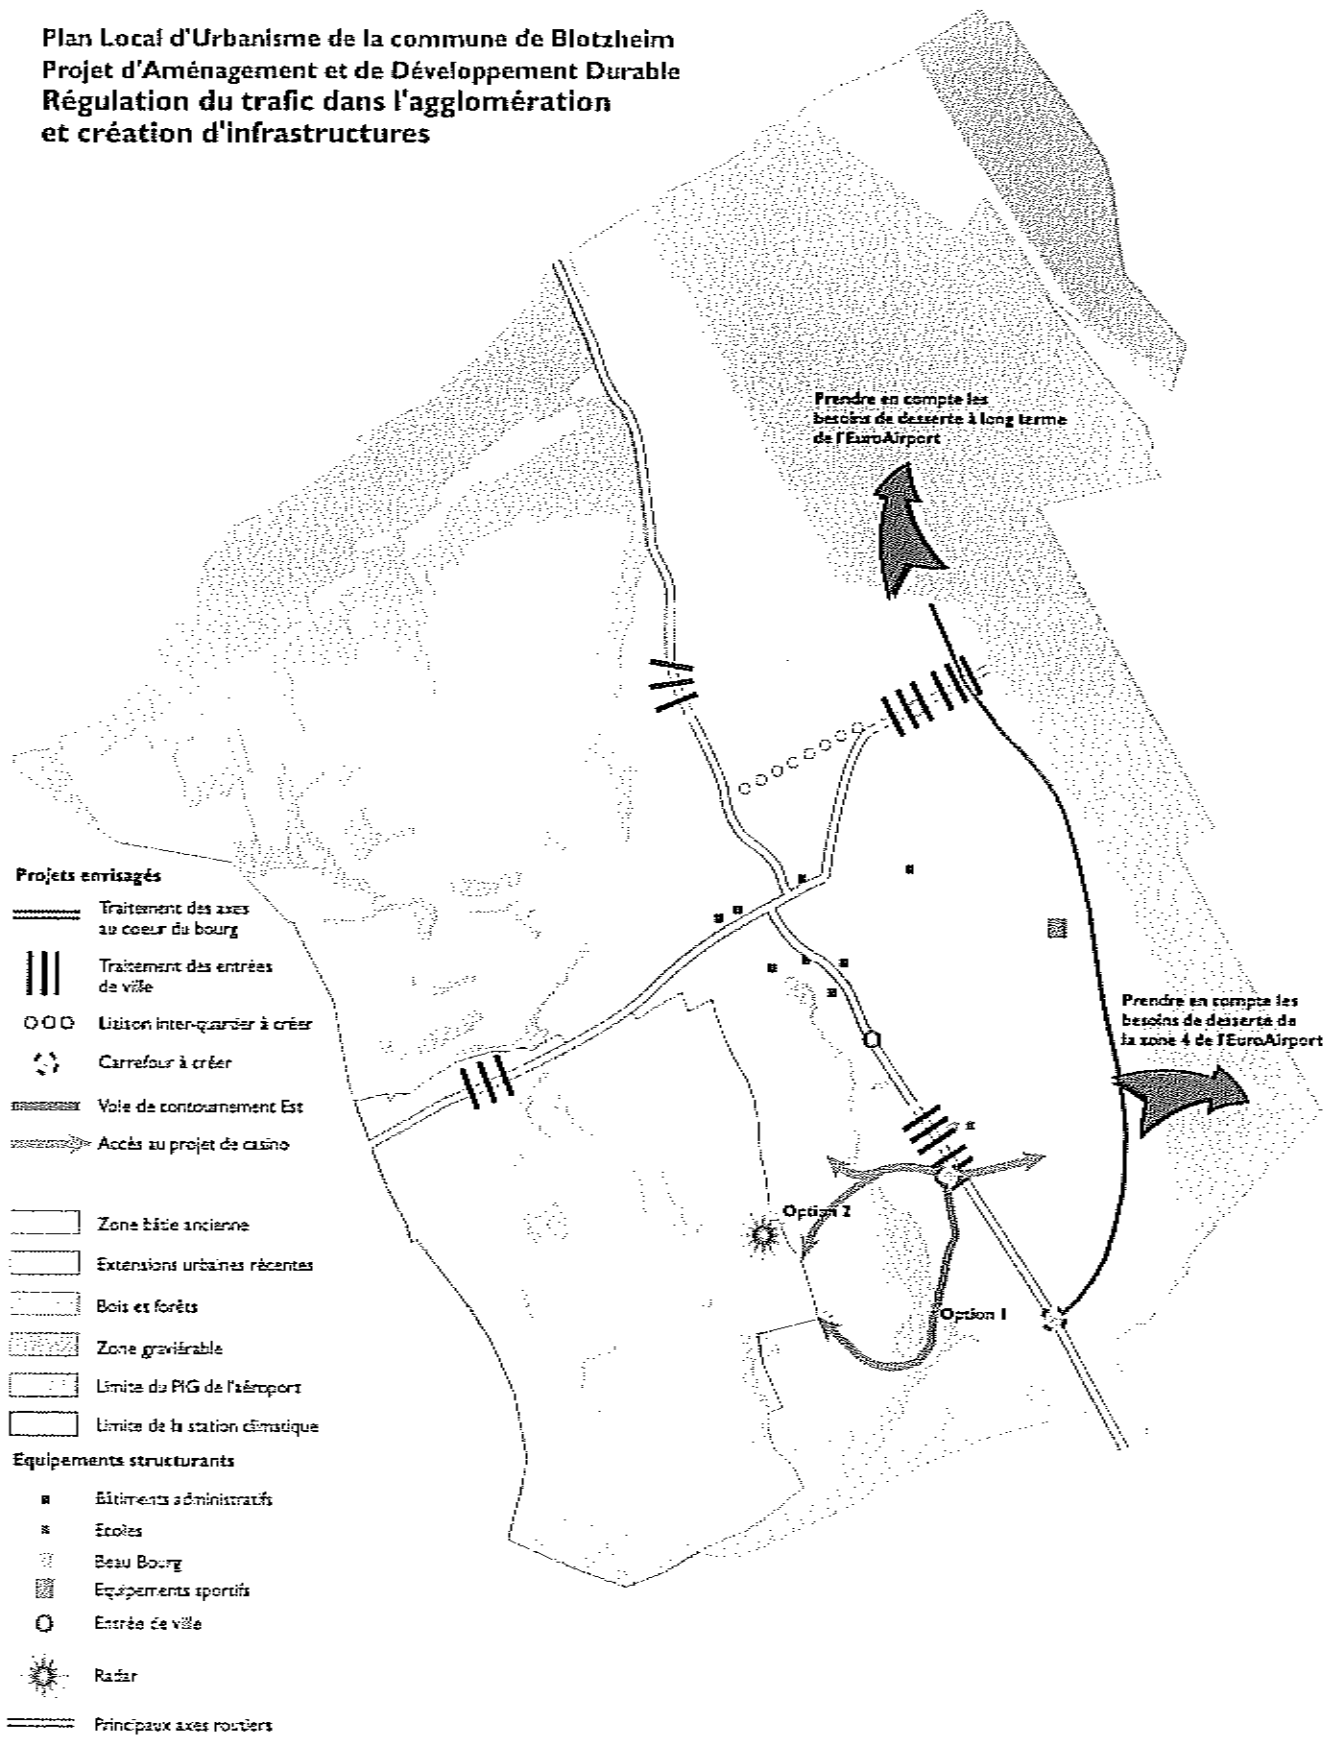 Plan Local d'Urbanisme de la commune de Blotzheim
Projet d'Aménagement et de Développement Durable
Régulation du trafic dans l'agglomération
et création d'infrastructures
Prendre en compte les
besoins de desserte à long terme
de l'EuroAirport
Prendre en compte les
besoins de desserte de
la zone 4 de l'EuroAirport
Option 2
Option 1
Projets envisagés
Traitement des axes
au coeur du bourg
Traitement des entrées
de ville
Liaison inter-quartier à créer
Carrefour à créer
Voie de contournement Est
Accès au projet de casino
Zone bâtie ancienne
Extensions urbaines récentes
Bois et forêts
Zone graviérable
Limite du PIG de l'aéroport
Limite de la station climatique
Equipements structurants
Bâtiments administratifs
Ecoles
Beau Bourg
Equipements sportifs
Entrée de ville
Radar
Principaux axes routiers